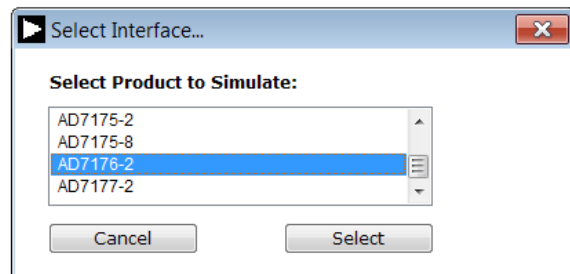 Select Interface...
Select Product to Simulate:
AD7175-2
AD7175-8
AD7176-2
AD7177-2
Cancel Select